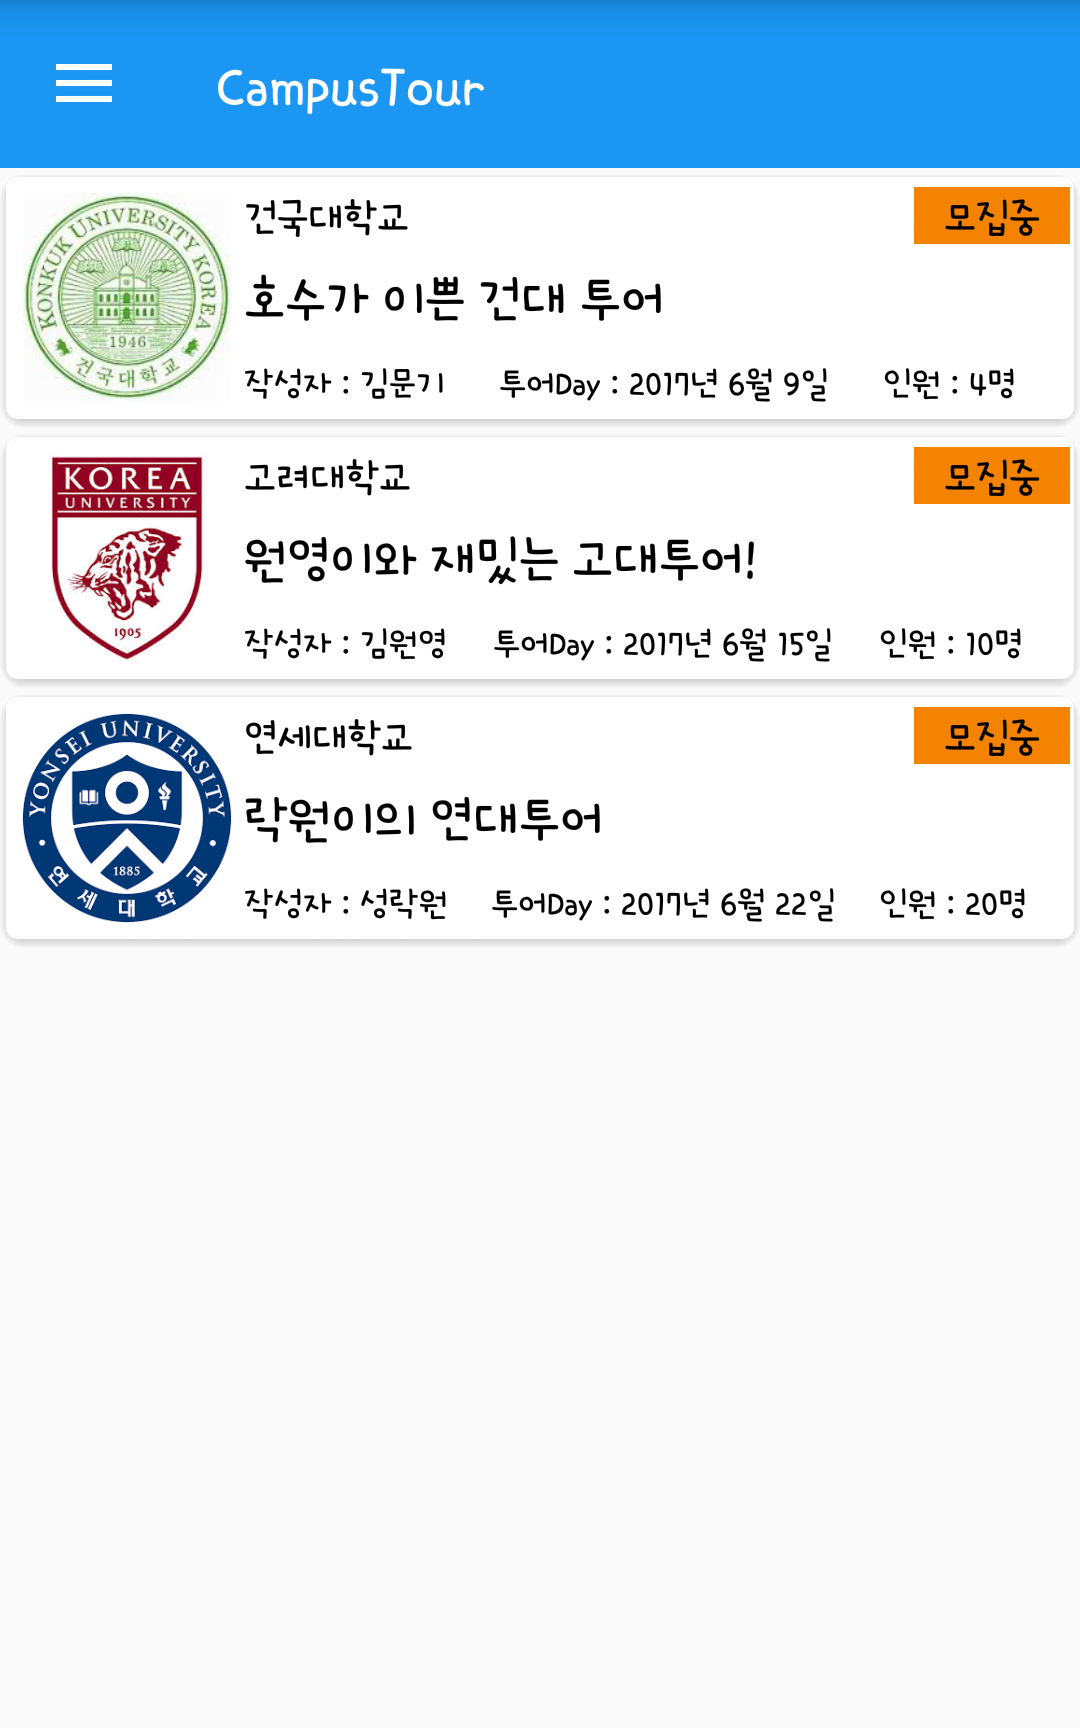 CampusTour
KONKUK UNIVERSITY KOREA
1946
건국대학교
건국대학교
모집중
호수가 이쁜 건대 투어
작성자 : 김문기 투어Day : 2017년 6월 9일 인원 : 4명
KOREA
UNIVERSITY
1905
고려대학교
모집중
원영이와 재밌는 고대투어!
작성자 : 김원영 투어Day : 2017년 6월 15일 인원 : 10명
YONSEI UNIVERSITY
1885
연세대학교
연세대학교
모집중
락원이의 연대투어
작성자 : 성락원 투어Day : 2017년 6월 22일 인원 : 20명